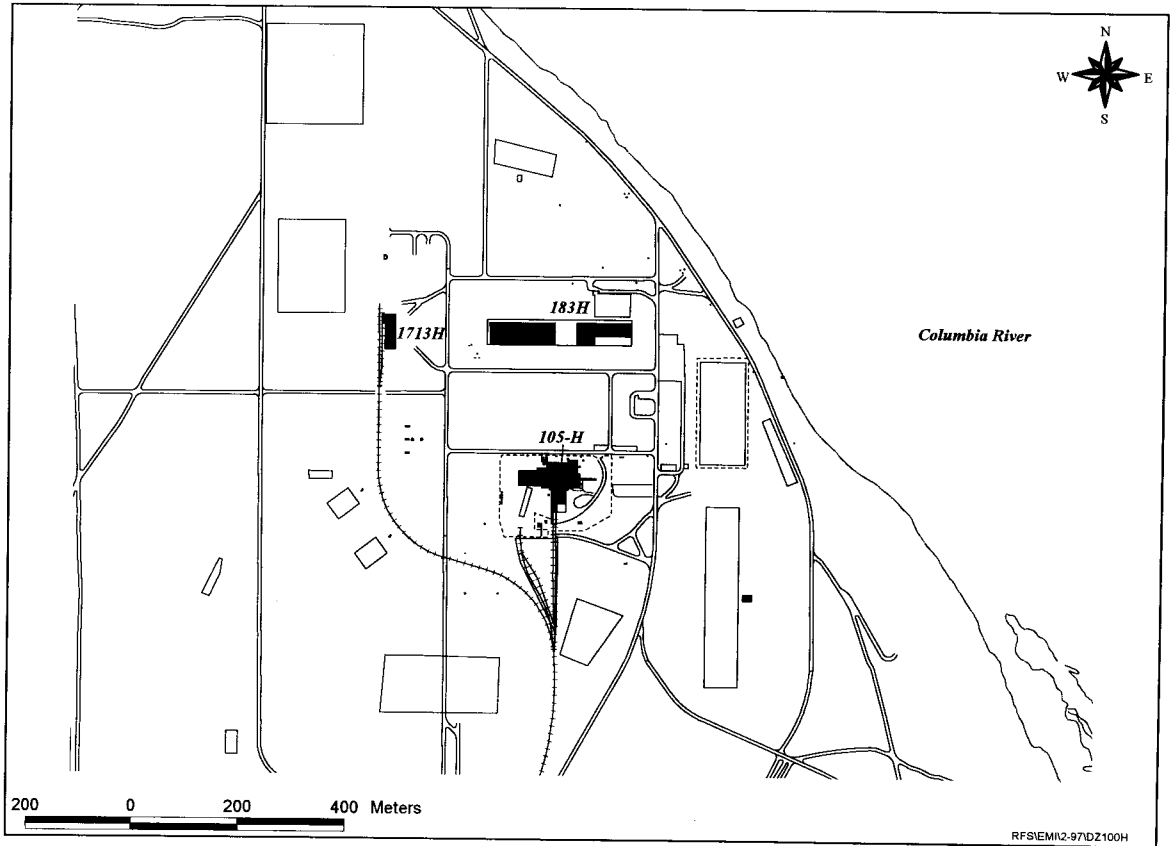 N
W E
S
183H
1713H
Columbia River
105-H
200 0 200 400 Meters
RFS\EMI\2-97\DZ100H